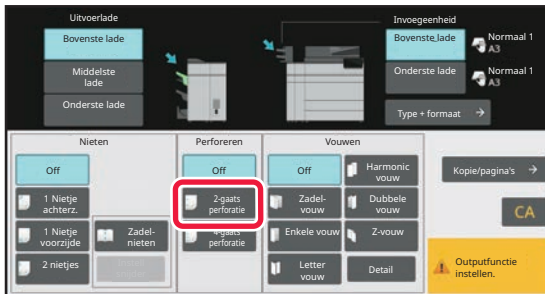 Uitvoerlade
Invoegeenheid
Bovenste lade
Middelste
lade
Onderste lade
Bovenste lade
Normaal 1
A3
Onderste lade
Normaal 1
A3
Type + formaat
Nieten
Perforeren
Vouwen
Off
1 Nietje
achterz.
1 Nietje
voorzijde
2 nietjes
Zadel-
nieten
Off
2-gaats
perforatie
4-gaats
perforatie
Off
Zadel-
vouw
Enkele vouw
Letter
vouw
Harmonic
vouw
Dubbele
vouw
Z-vouw
Detail
Kopie/pagina's
CA
Outputfunctie
instellen.